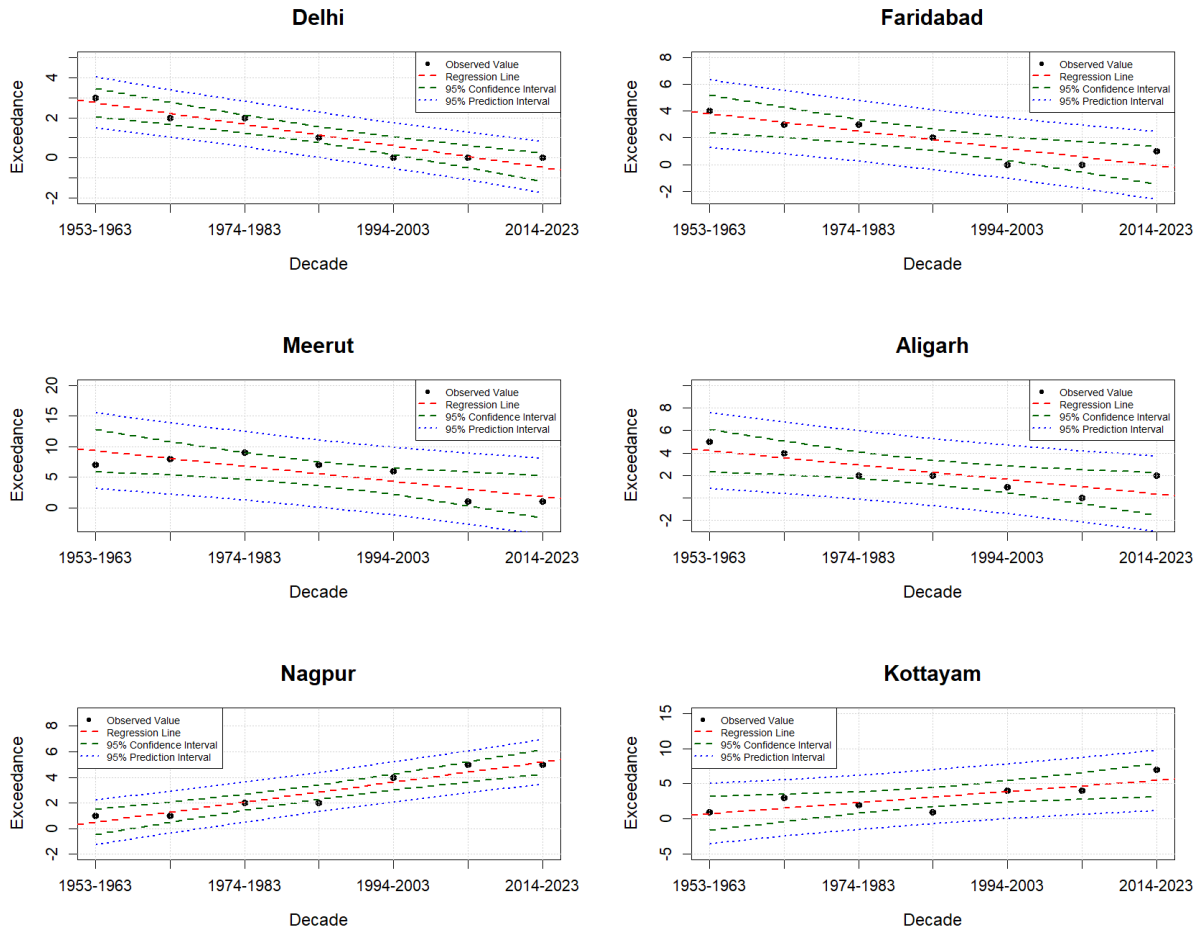 Delhi
Exceedance
4
2
0
-2
Observed Value
Regression Line
95% Confidence Interval
95% Prediction Interval
1953-1963
1974-1983
1994-2003
2014-2023
Decade
Faridabad
Exceedance
8
6
4
2
0
-2
Observed Value
Regression Line
95% Confidence Interval
95% Prediction Interval
1953-1963
1974-1983
1994-2003
2014-2023
Decade
Meerut
Exceedance
20
15
10
5
0
Observed Value
Regression Line
95% Confidence Interval
95% Prediction Interval
1953-1963
1974-1983
1994-2003
2014-2023
Decade
Aligarh
Exceedance
8
6
4
2
-2
Observed Value
Regression Line
95% Confidence Interval
95% Prediction Interval
1953-1963
1974-1983
1994-2003
2014-2023
Decade
Nagpur
Exceedance
8
6
4
2
0
-2
Observed Value
Regression Line
95% Confidence Interval
95% Prediction Interval
1953-1963
1974-1983
1994-2003
2014-2023
Decade
Kottayam
Exceedance
15
10
5
0
-5
Observed Value
Regression Line
95% Confidence Interval
95% Prediction Interval
1953-1963
1974-1983
1994-2003
2014-2023
Decade